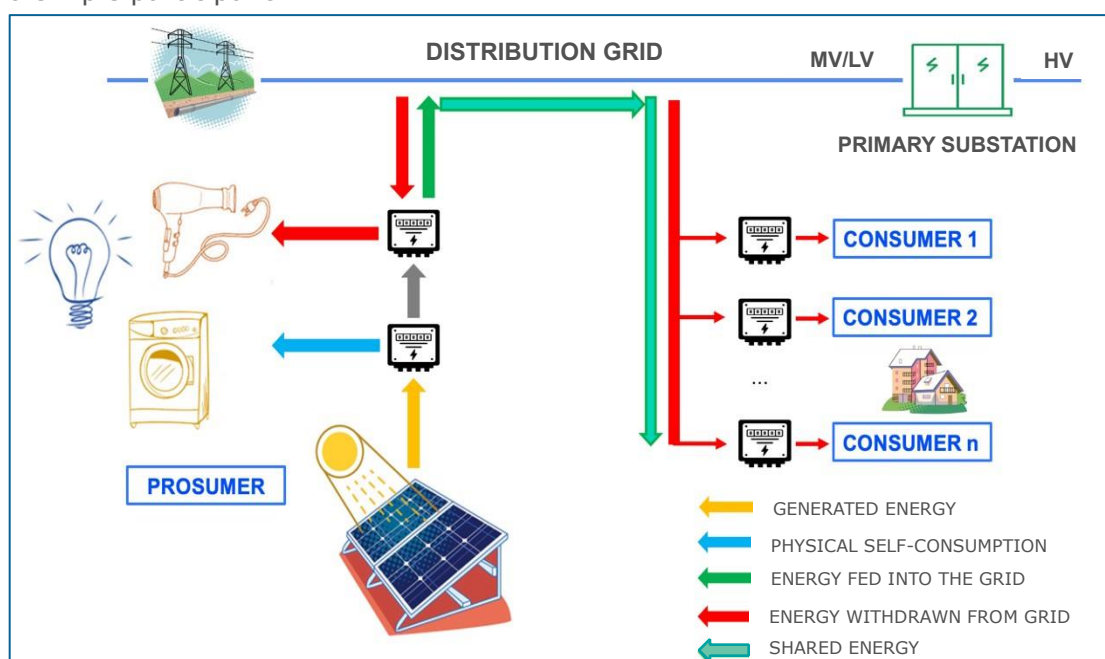 DISTRIBUTION GRID
MV/LV
HV
PRIMARY SUBSTATION
CONSUMER 1
CONSUMER 2
...
CONSUMER n
PROSUMER
GENERATED ENERGY
PHYSICAL SELF-CONSUMPTION
ENERGY FED INTO THE GRID
ENERGY WITHDRAWN FROM GRID
SHARED ENERGY